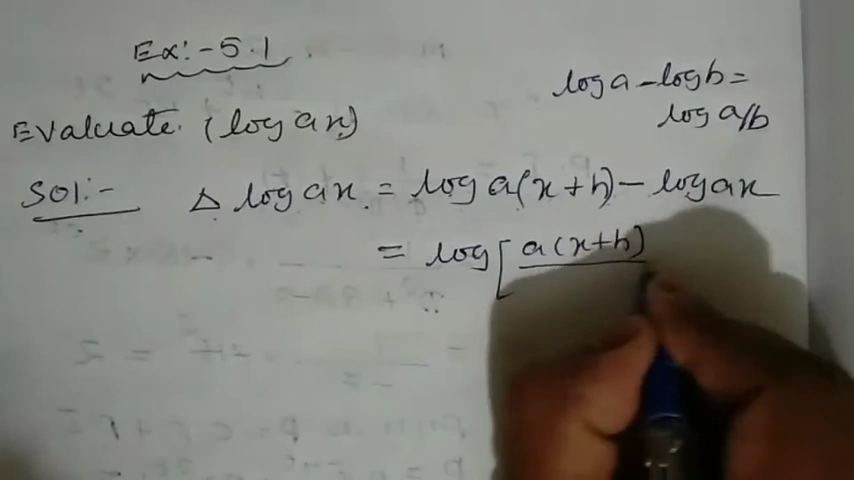 Ex:-5.1
log a - log b =
log a/b
Evaluate. (log ax)
Sol:- Δ log ax. = log a(x+h) - log ax
= log [ a(x+h)